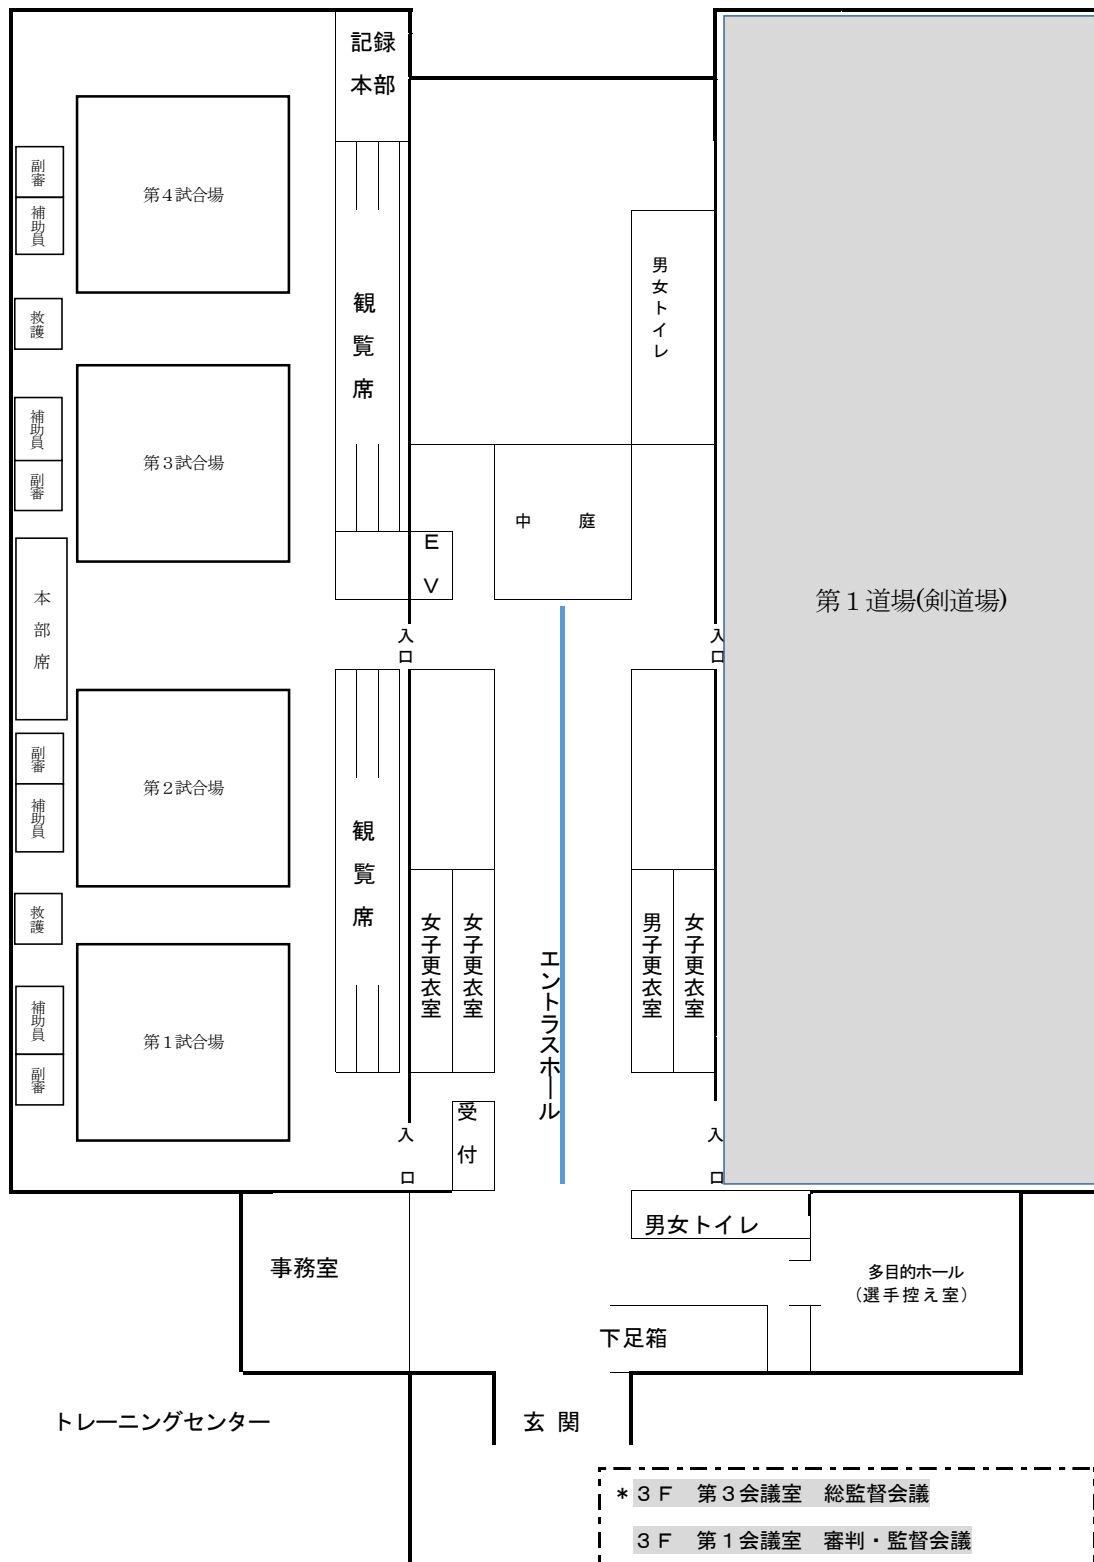 記録
本部
副審
補助員
第４試合場
観覧席
男女トイレ
救護
補助員
副審
第３試合場
中　庭
ＥＶ
本部席
第１道場(剣道場)
入口
入口
副審
補助員
第２試合場
観覧席
救護
女子更衣室
女子更衣室
エントラスホール
男子更衣室
女子更衣室
補助員
副審
第１試合場
受付
入口
入口
男女トイレ
事務室
多目的ホール
（選手控え室）
下足箱
トレーニングセンター
玄 関
*３Ｆ　第３会議室　総監督会議
３Ｆ　第１会議室　審判・監督会議